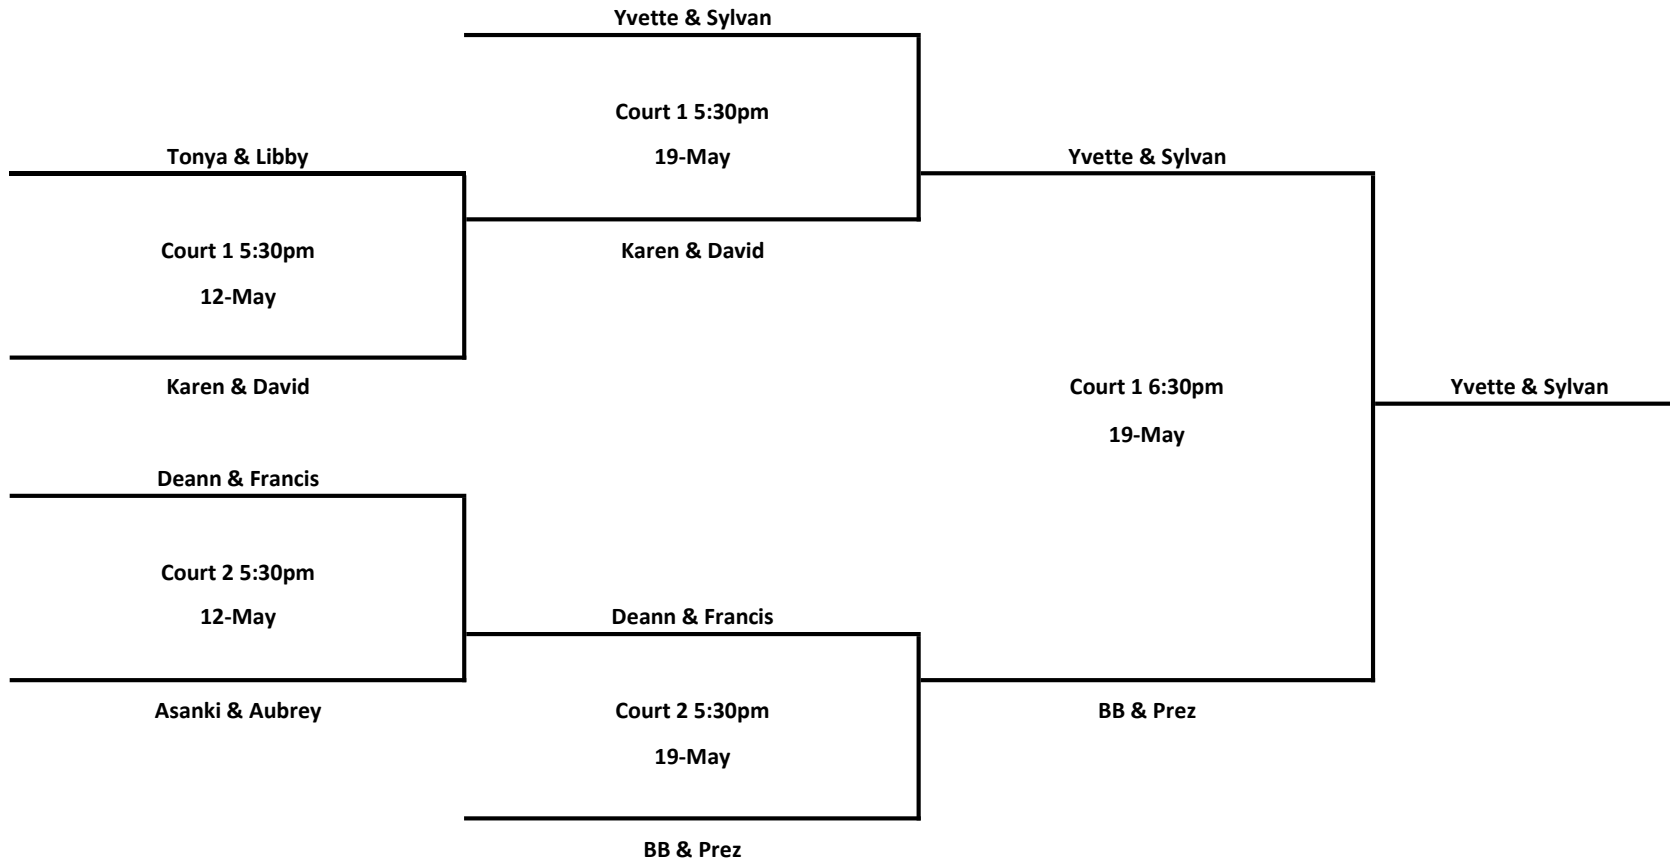 Yvette & Sylvan
Court 1 5:30pm
19-May
Tonya & Libby
Yvette & Sylvan
Court 1 5:30pm
12-May
Karen & David
Karen & David
Court 1 6:30pm
19-May
Yvette & Sylvan
Deann & Francis
Court 2 5:30pm
12-May
Deann & Francis
Asanki & Aubrey
Court 2 5:30pm
19-May
BB & Prez
BB & Prez